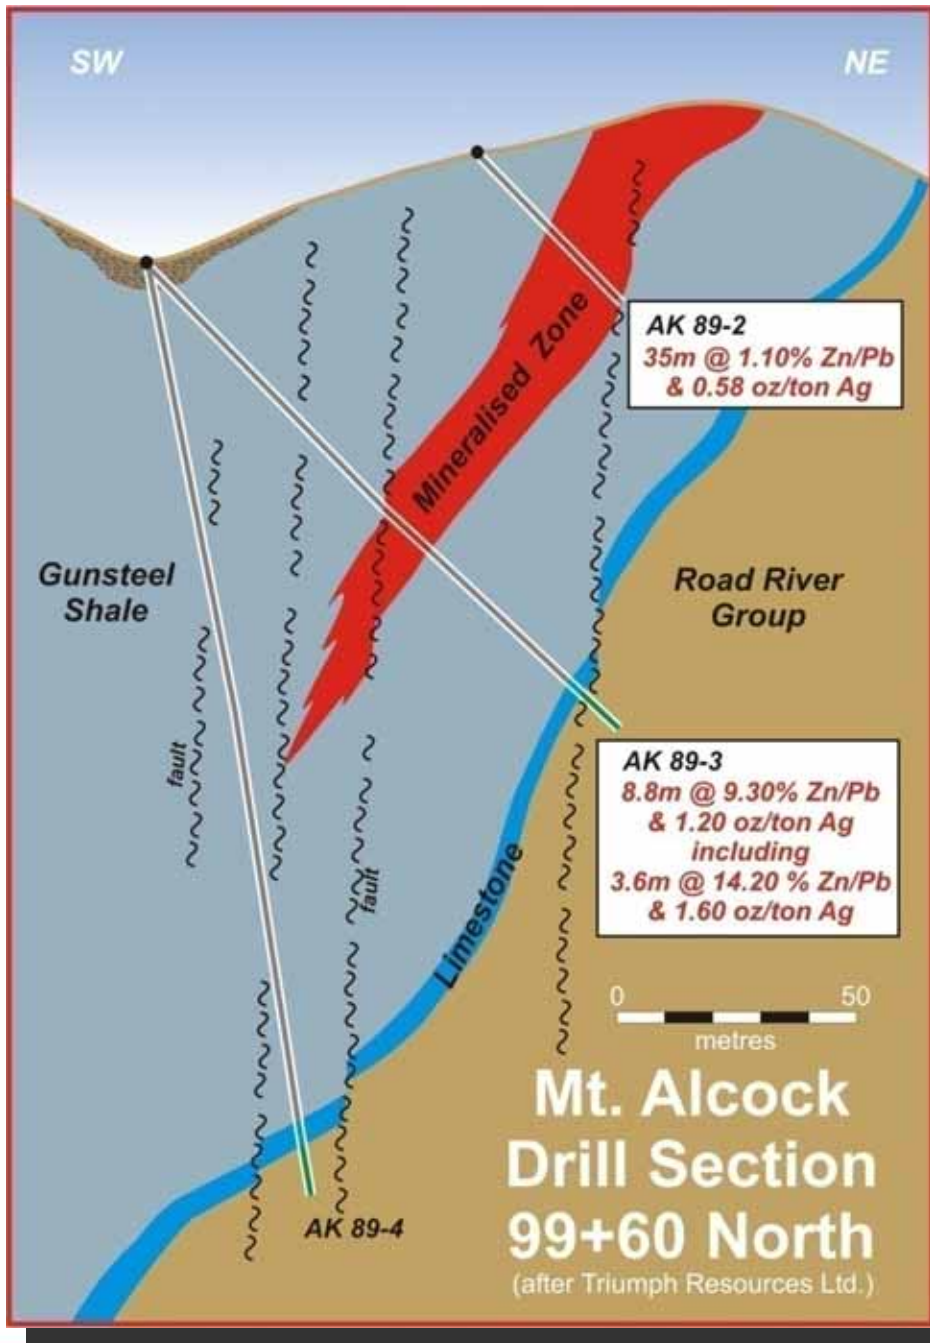 SW
NE
AK 89-2
35m @ 1.10% Zn/Pb
& 0.58 oz/ton Ag
Mineralised Zone
Gunsteel
Shale
Road River
Group
fault
AK 89-3
8.8m @ 9.30% Zn/Pb
& 1.20 oz/ton Ag
including
3.6m @ 14.20 % Zn/Pb
& 1.60 oz/ton Ag
fault
Limestone
0 50
metres
Mt. Alcock
Drill Section
99+60 North
(after Triumph Resources Ltd.)
AK 89-4